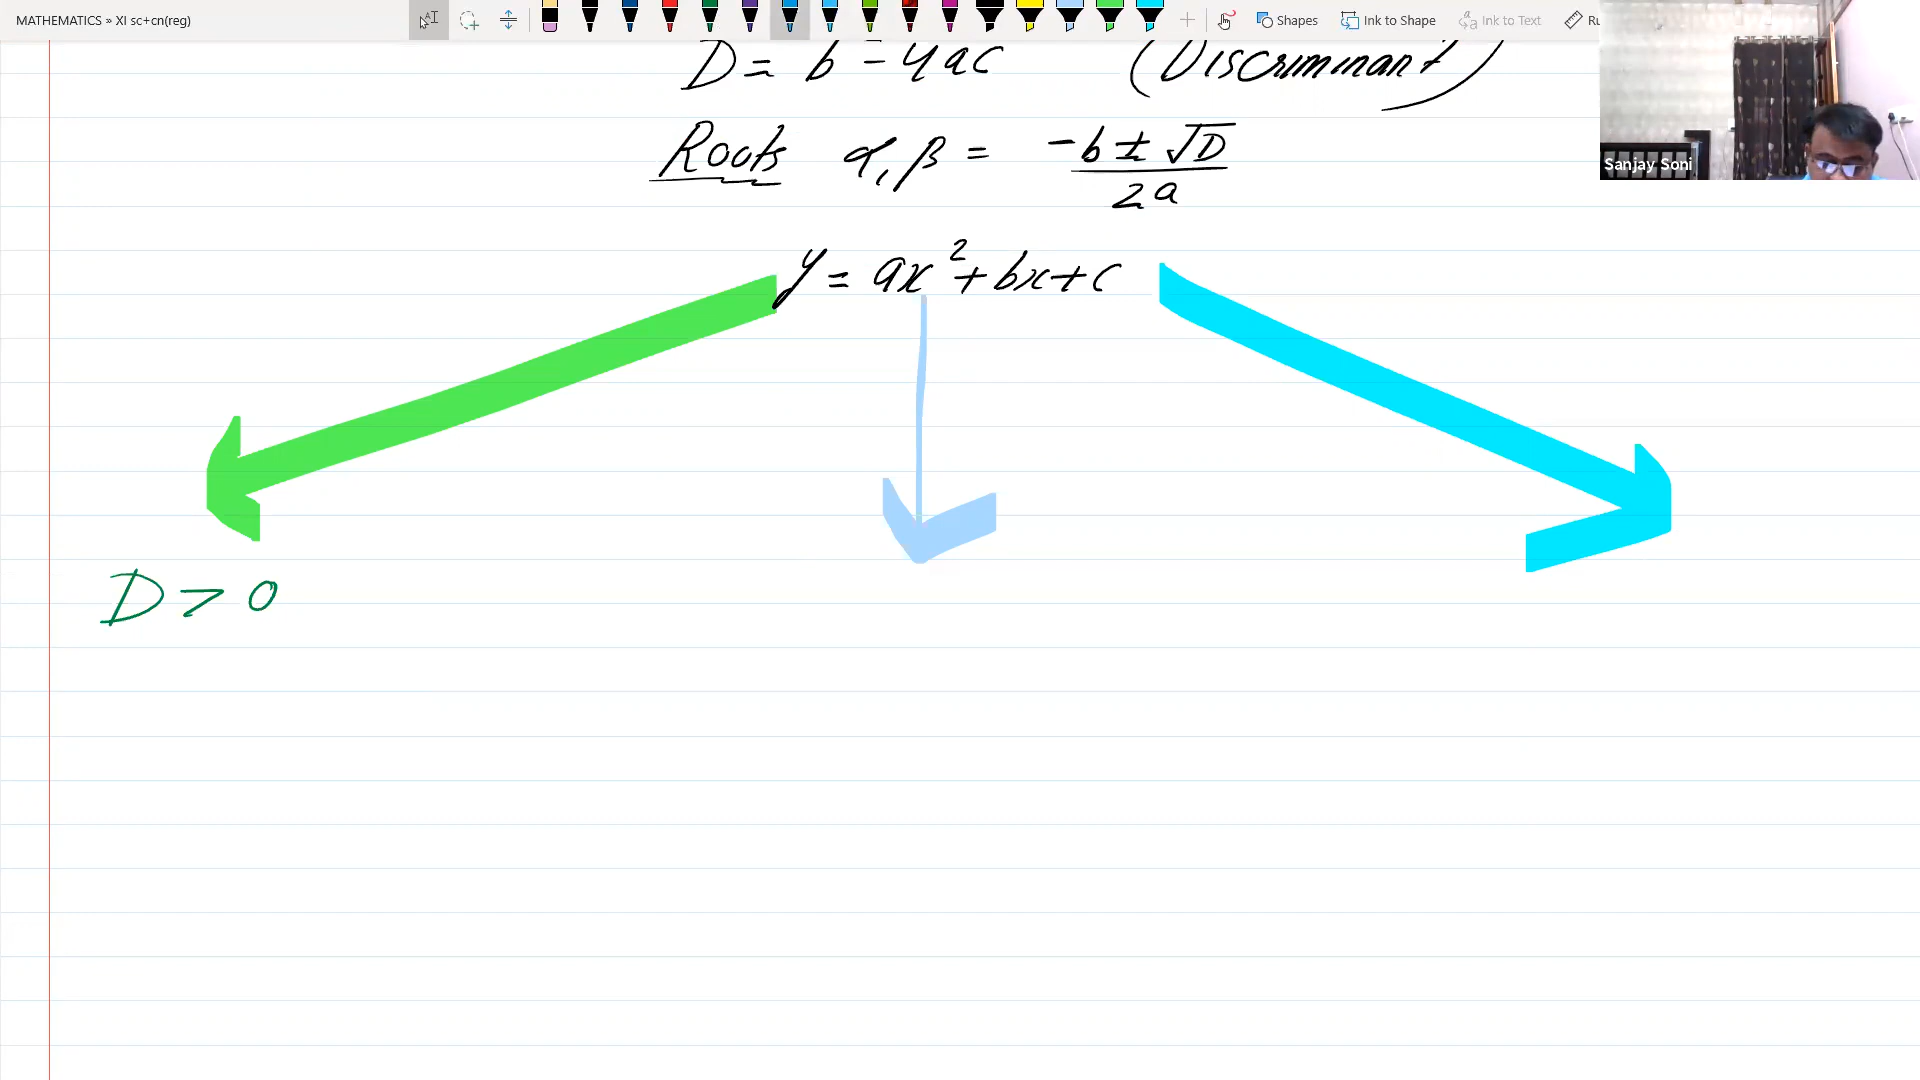 MATHEMATICS » XI sc+cn(reg)
Shapes Ink to Shape Ink to Text
D = b - 4ac (Discriminant)
Sanjay Soni
Roots α, β = -b ± √D / 2a
y = ax² + bx + c
D > 0